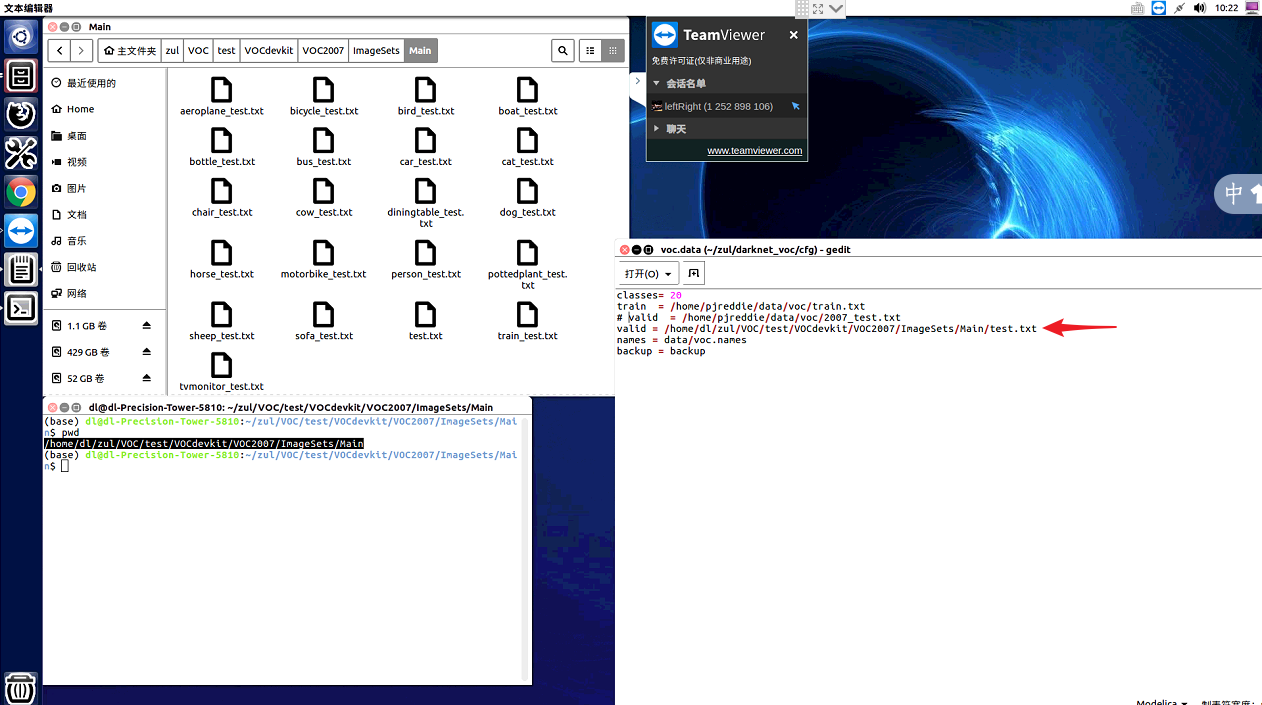 文本编辑器
10:22
Main
主文件夹 zul VOC test VOCdevkit VOC2007 ImageSets Main
最近使用的
Home
桌面
视频
图片
文档
音乐
回收站
网络
1.1 GB 卷
429 GB 卷
52 GB 卷
aeroplane_test.txt bicycle_test.txt bird_test.txt boat_test.txt
bottle_test.txt bus_test.txt car_test.txt cat_test.txt
chair_test.txt cow_test.txt diningtable_test.txt dog_test.txt
horse_test.txt motorbike_test.txt person_test.txt pottedplant_test.txt
sheep_test.txt sofa_test.txt test.txt train_test.txt
tvmonitor_test.txt
TeamViewer
免费许可证(仅非商业用途)
会话名单
leftRight (1 252 898 106)
聊天
www.teamviewer.com
中
voc.data (~/zul/darknet_voc/cfg) - gedit
打开(O)
classes= 20
train  = /home/pjreddie/data/voc/train.txt
# valid  = /home/pjreddie/data/voc/2007_test.txt
valid = /home/dl/zul/VOC/test/VOCdevkit/VOC2007/ImageSets/Main/test.txt
names = data/voc.names
backup = backup
dl@dl-Precision-Tower-5810: ~/zul/VOC/test/VOCdevkit/VOC2007/ImageSets/Main
(base) dl@dl-Precision-Tower-5810:~/zul/VOC/test/VOCdevkit/VOC2007/ImageSets/Mai
n$ pwd
/home/dl/zul/VOC/test/VOCdevkit/VOC2007/ImageSets/Main
(base) dl@dl-Precision-Tower-5810:~/zul/VOC/test/VOCdevkit/VOC2007/ImageSets/Mai
n$
Modelica 制表符宽度: